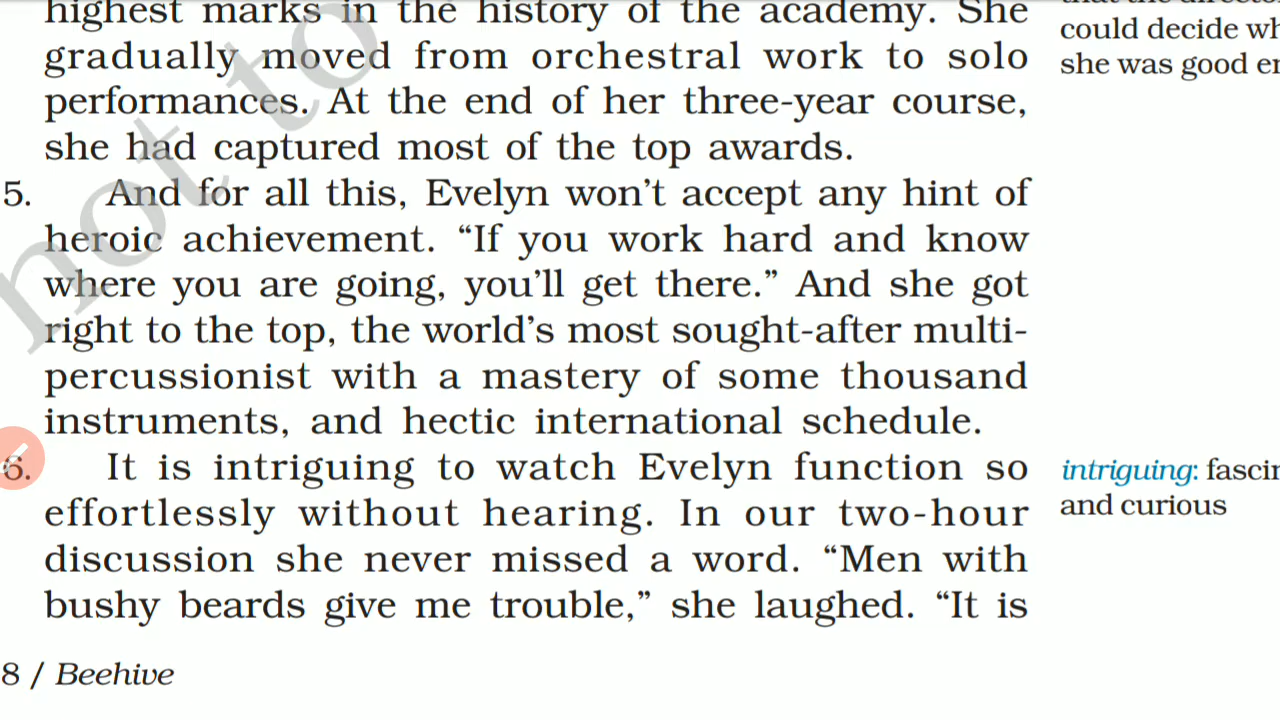 highest marks in the history of the academy. She
gradually moved from orchestral work to solo
performances. At the end of her three-year course,
she had captured most of the top awards.
5. And for all this, Evelyn won’t accept any hint of
heroic achievement. “If you work hard and know
where you are going, you’ll get there.” And she got
right to the top, the world’s most sought-after multi-
percussionist with a mastery of some thousand
instruments, and hectic international schedule.
6. It is intriguing to watch Evelyn function so
effortlessly without hearing. In our two-hour
discussion she never missed a word. “Men with
bushy beards give me trouble,” she laughed. “It is
could decide
she was good
intriguing:
and curious
8 / Beehive
not to